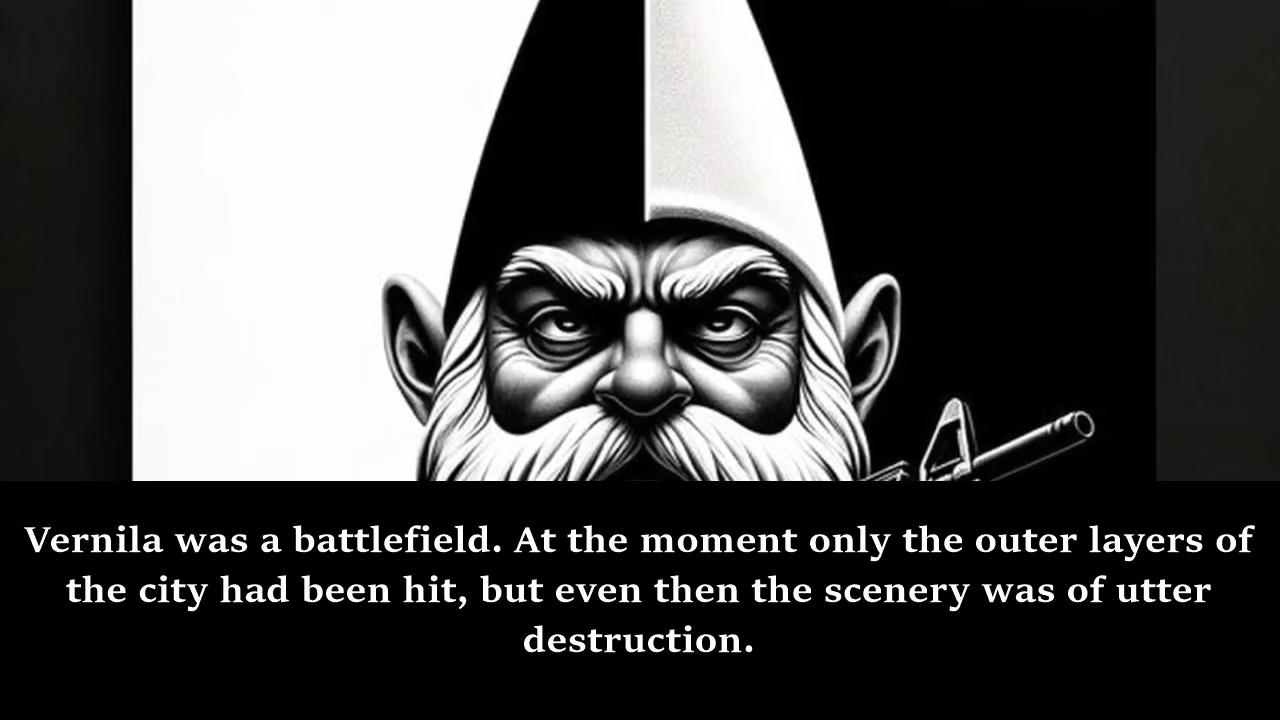 Vernila was a battlefield. At the moment only the outer layers of
the city had been hit, but even then the scenery was of utter
destruction.